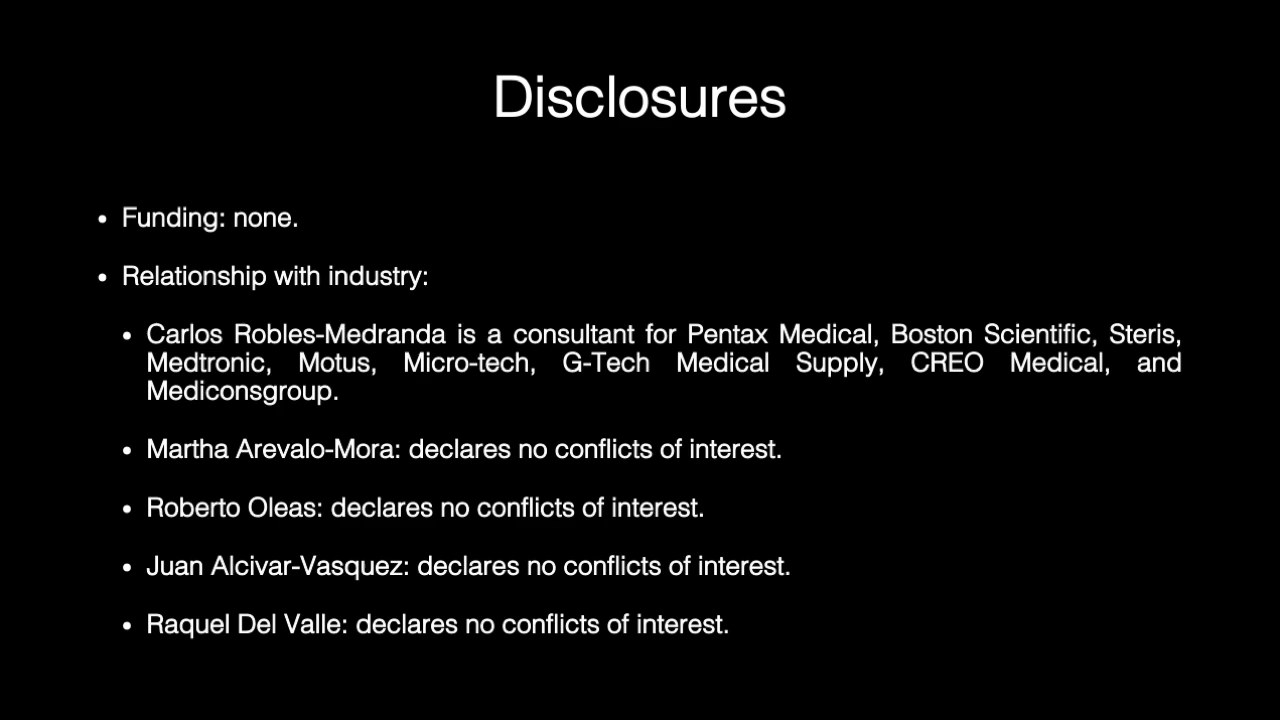 Disclosures
• Funding: none.
• Relationship with industry:
• Carlos Robles-Medranda is a consultant for Pentax Medical, Boston Scientific, Steris,
Medtronic, Motus, Micro-tech, G-Tech Medical Supply, CREO Medical, and
Mediconsgroup.
• Martha Arevalo-Mora: declares no conflicts of interest.
• Roberto Oleas: declares no conflicts of interest.
• Juan Alcivar-Vasquez: declares no conflicts of interest.
• Raquel Del Valle: declares no conflicts of interest.